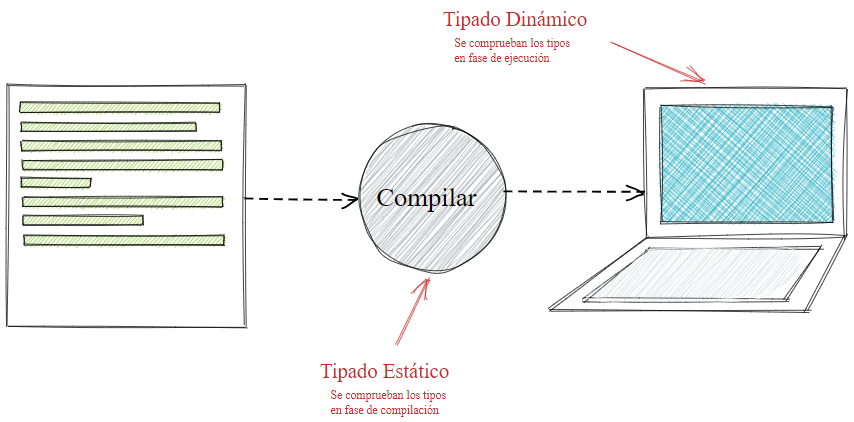 Tipado Dinámico
Se comprueban los tipos
en fase de ejecución
Compilar
Tipado Estático
Se comprueban los tipos
en fase de compilación